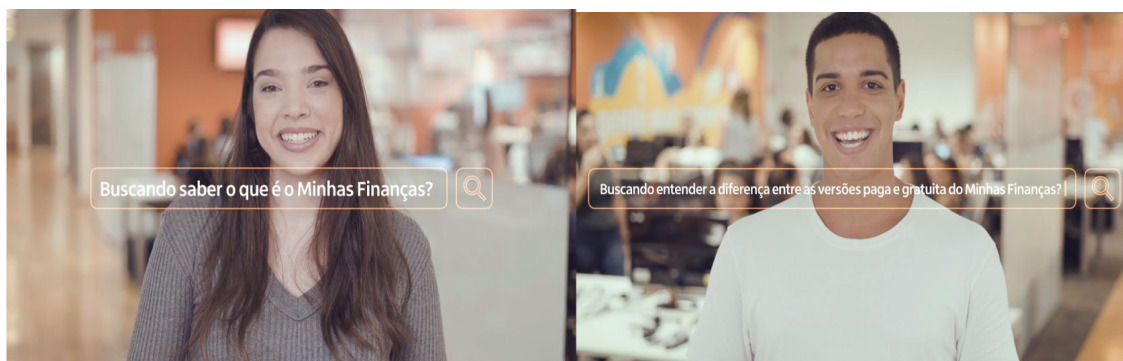 Buscando saber o que é o Minhas Finanças?
Buscando entender a diferença entre as versões paga e gratuita do Minhas Finanças?